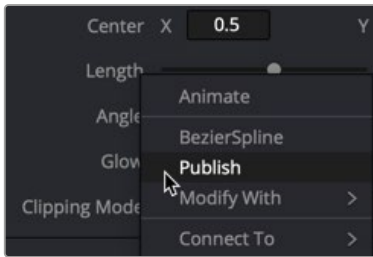 Center X 0.5 Y
Length
Animate
Angle
BezierSpline
Glow
Publish
Clipping Mode
Modify With >
Connect To >